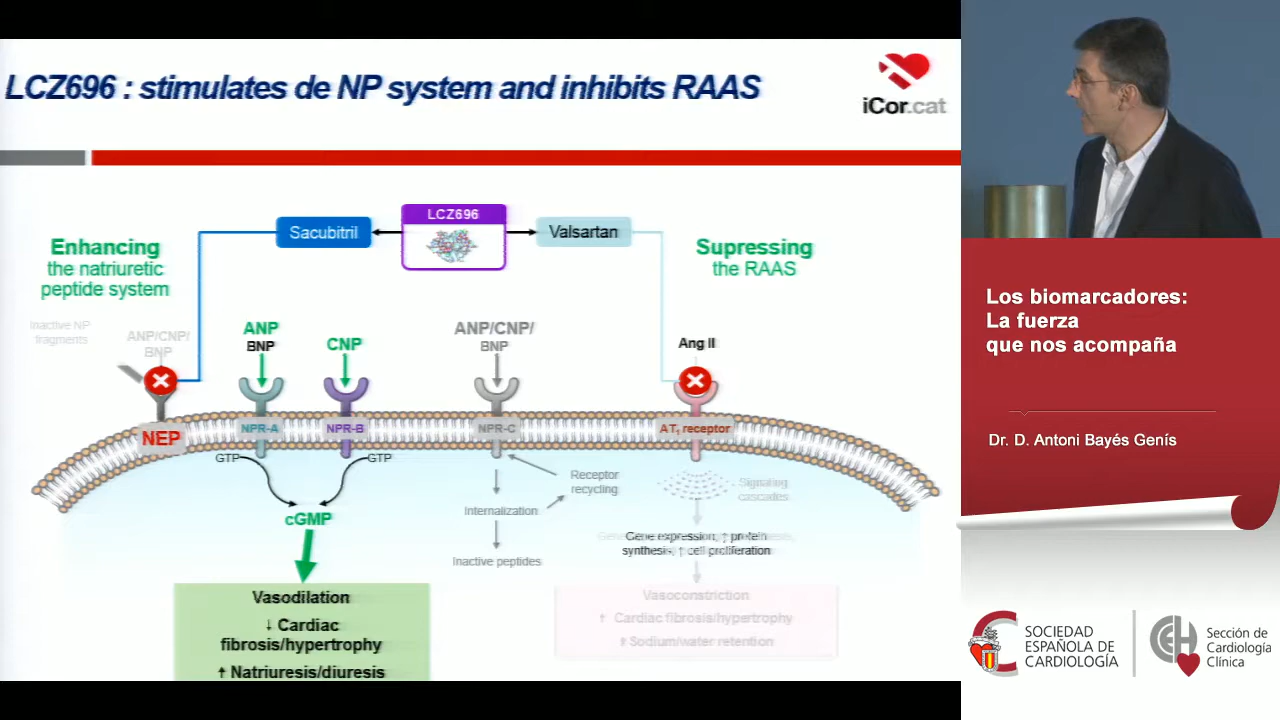 LCZ696 : stimulates de NP system and inhibits RAAS
iCor.cat
LCZ696
Sacubitril
Valsartan
Enhancing
the natriuretic
peptide system
Supressing
the RAAS
Inactive NP
fragments
ANP/CNP/
BNP
ANP
BNP
CNP
ANP/CNP/
BNP
Ang II
NEP
NPR-A
NPR-B
NPR-C
AT₁ receptor
GTP
GTP
cGMP
Receptor
recycling
Internalization
Inactive peptides
Signaling
cascades
Gene expression, ↑ protein
synthesis, ↑ cell proliferation
Vasodilation
↓ Cardiac
fibrosis/hypertrophy
↑ Natriuresis/diuresis
Vasoconstriction
↑ Cardiac fibrosis/hypertrophy
↑ Sodium/water retention
Los biomarcadores:
La fuerza
que nos acompaña
Dr. D. Antoni Bayés Genís
SOCIEDAD
ESPAÑOLA DE
CARDIOLOGÍA
Sección de
Cardiología
Clínica